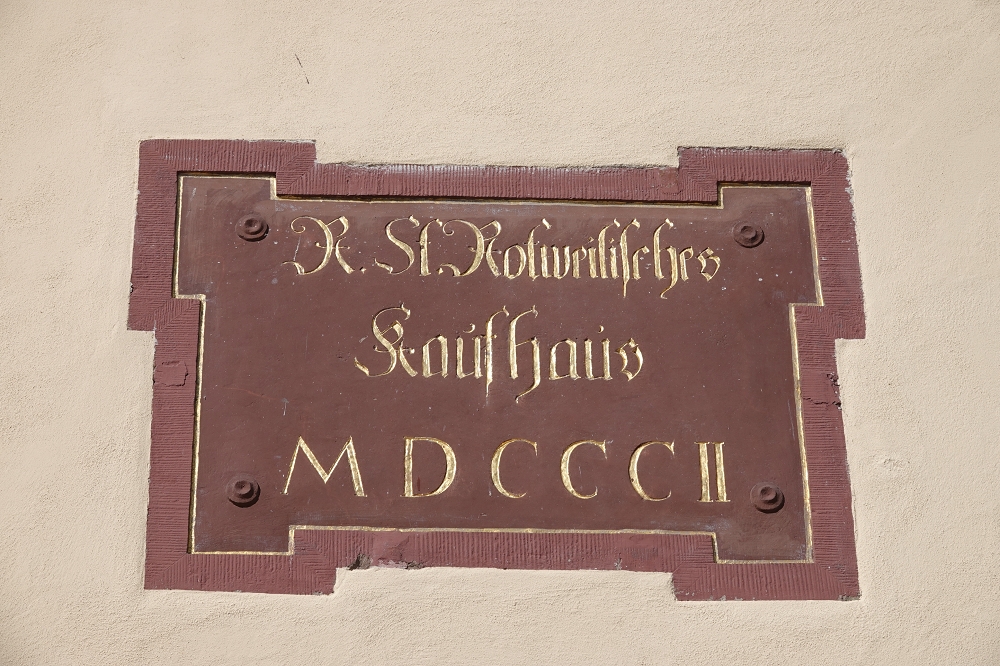 R. St. Rotweilisches
Kaufhaus
MDCCCII